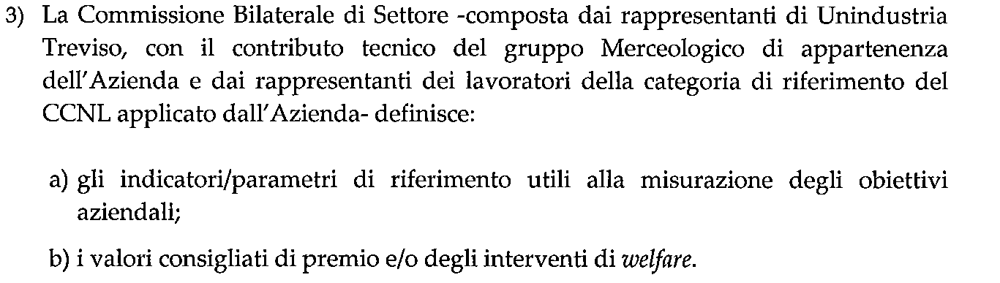 3) La Commissione Bilaterale di Settore -composta dai rappresentanti di Unindustria
Treviso, con il contributo tecnico del gruppo Merceologico di appartenenza
dell'Azienda e dai rappresentanti dei lavoratori della categoria di riferimento del
CCNL applicato dall'Azienda- definisce:
a) gli indicatori/parametri di riferimento utili alla misurazione degli obiettivi
aziendali;
b) i valori consigliati di premio e/o degli interventi di welfare.